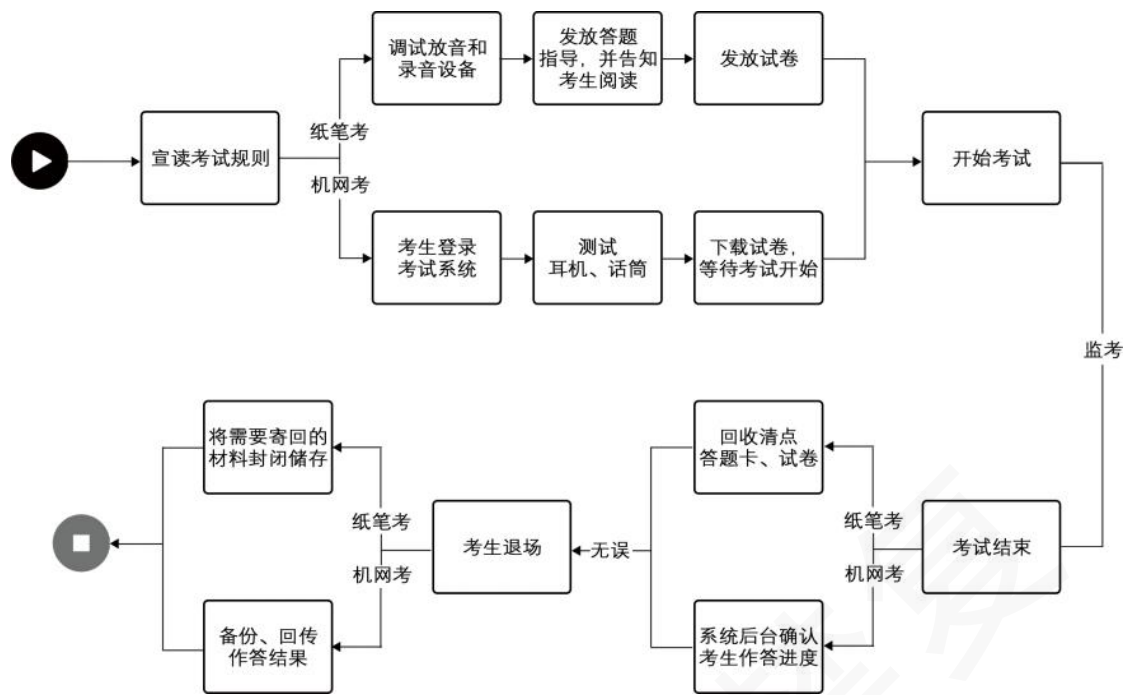 宣读考试规则
纸笔考
调试放音和
录音设备
发放答题
指导，并告知
考生阅读
发放试卷
机网考
考生登录
考试系统
测试
耳机、话筒
下载试卷，
等待考试开始
开始考试
监考
考试结束
纸笔考
回收清点
答题卡、试卷
机网考
系统后台确认
考生作答进度
无误
考生退场
纸笔考
将需要寄回的
材料封闭储存
机网考
备份、回传
作答结果